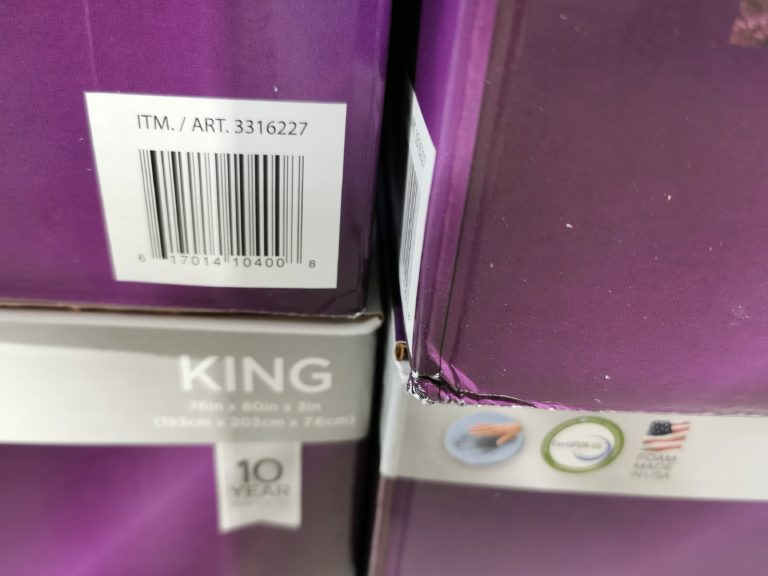 ITM. / ART. 3316227
6 17014 10400 8
KING
76in x 80in x 3in
(193cm x 203cm x 7.6cm)
10
YEAR
FOAM
MADE
IN USA